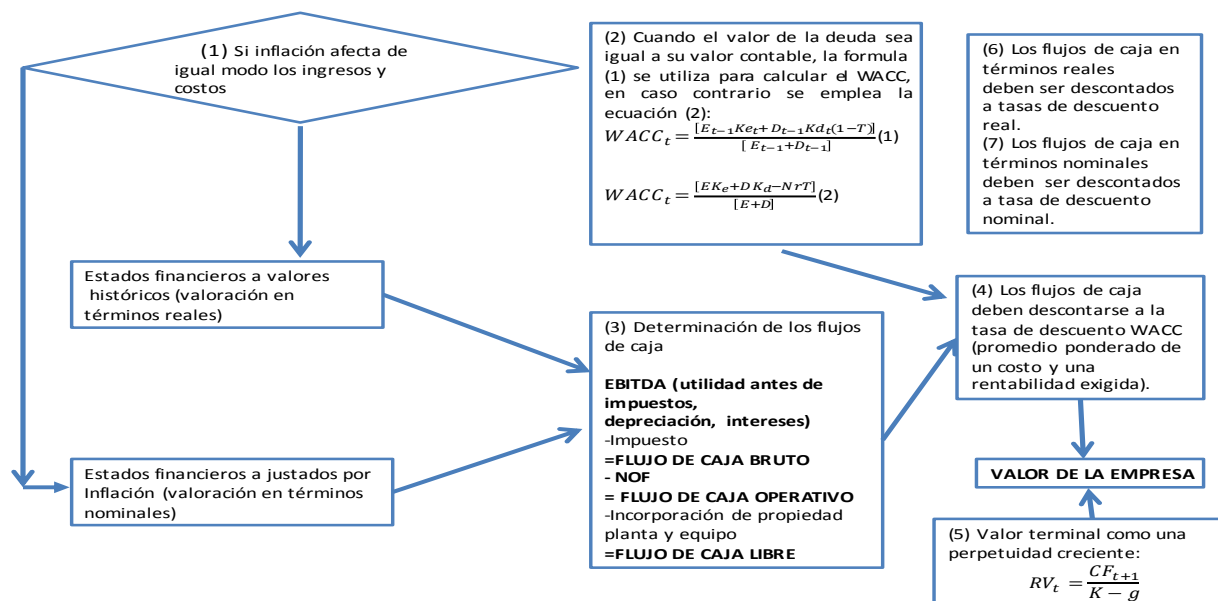 (1) Si inflación afecta de
igual modo los ingresos y
costos
(2) Cuando el valor de la deuda sea
igual a su valor contable, la formula
(1) se utiliza para calcular el WACC,
en caso contrario se emplea la
ecuación (2):
WACC_t = [E_{t-1}Ke_t+D_{t-1}Kd_t(1-T)] / [E_{t-1}+D_{t-1}] (1)
WACC_t = [EK_e+DK_d-NrT] / [E+D] (2)
(6) Los flujos de caja en
términos reales
deben ser descontados
a tasas de descuento
real.
(7) Los flujos de caja en
términos nominales
deben ser descontados
a tasa de descuento
nominal.
Estados financieros a valores
históricos (valoración en
términos reales)
Estados financieros a justados por
Inflación (valoración en términos
nominales)
(3) Determinación de los flujos
de caja
EBITDA (utilidad antes de
impuestos,
depreciación, intereses)
-Impuesto
=FLUJO DE CAJA BRUTO
- NOF
= FLUJO DE CAJA OPERATIVO
-Incorporación de propiedad
planta y equipo
=FLUJO DE CAJA LIBRE
(4) Los flujos de caja
deben descontarse a la
tasa de descuento WACC
(promedio ponderado de
un costo y una
rentabilidad exigida).
VALOR DE LA EMPRESA
(5) Valor terminal como una
perpetuidad creciente:
RV_t = CF_{t+1} / K - g